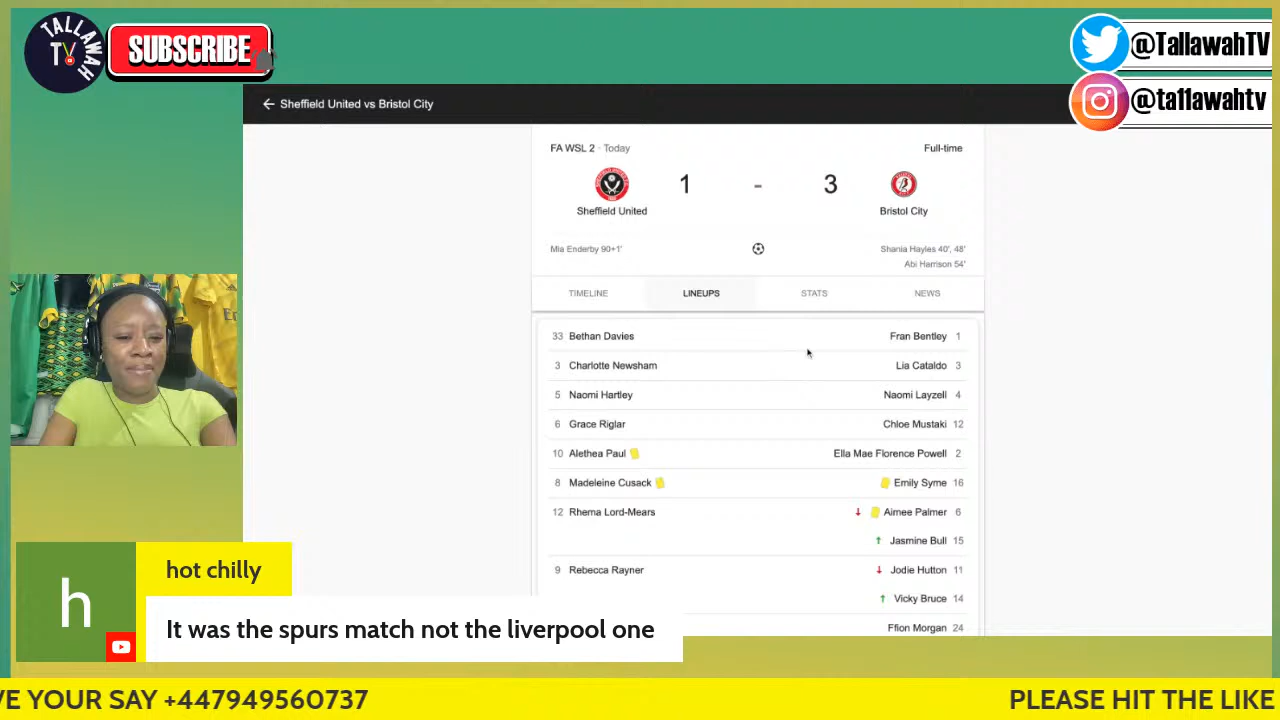 TALLAWAH
TV
SUBSCRIBE
@TallawahTV
@ta11awahtv
Sheffield United vs Bristol City
FA WSL 2 · Today
Full-time
1 - 3
Sheffield United
Bristol City
Mia Enderby 90+1'
Shania Hayles 40', 48'
Abi Harrison 54'
TIMELINE LINEUPS STATS NEWS
33 Bethan Davies Fran Bentley 1
3 Charlotte Newsham Lia Cataldo 3
5 Naomi Hartley Naomi Layzell 4
6 Grace Riglar Chloe Mustaki 12
10 Alethea Paul Ella Mae Florence Powell 2
8 Madeleine Cusack Emily Syme 16
12 Rhema Lord-Mears Aimee Palmer 6
Jasmine Bull 15
9 Rebecca Rayner Jodie Hutton 11
Vicky Bruce 14
Ffion Morgan 24
h
hot chilly
It was the spurs match not the liverpool one
VE YOUR SAY +447949560737
PLEASE HIT THE LIKE